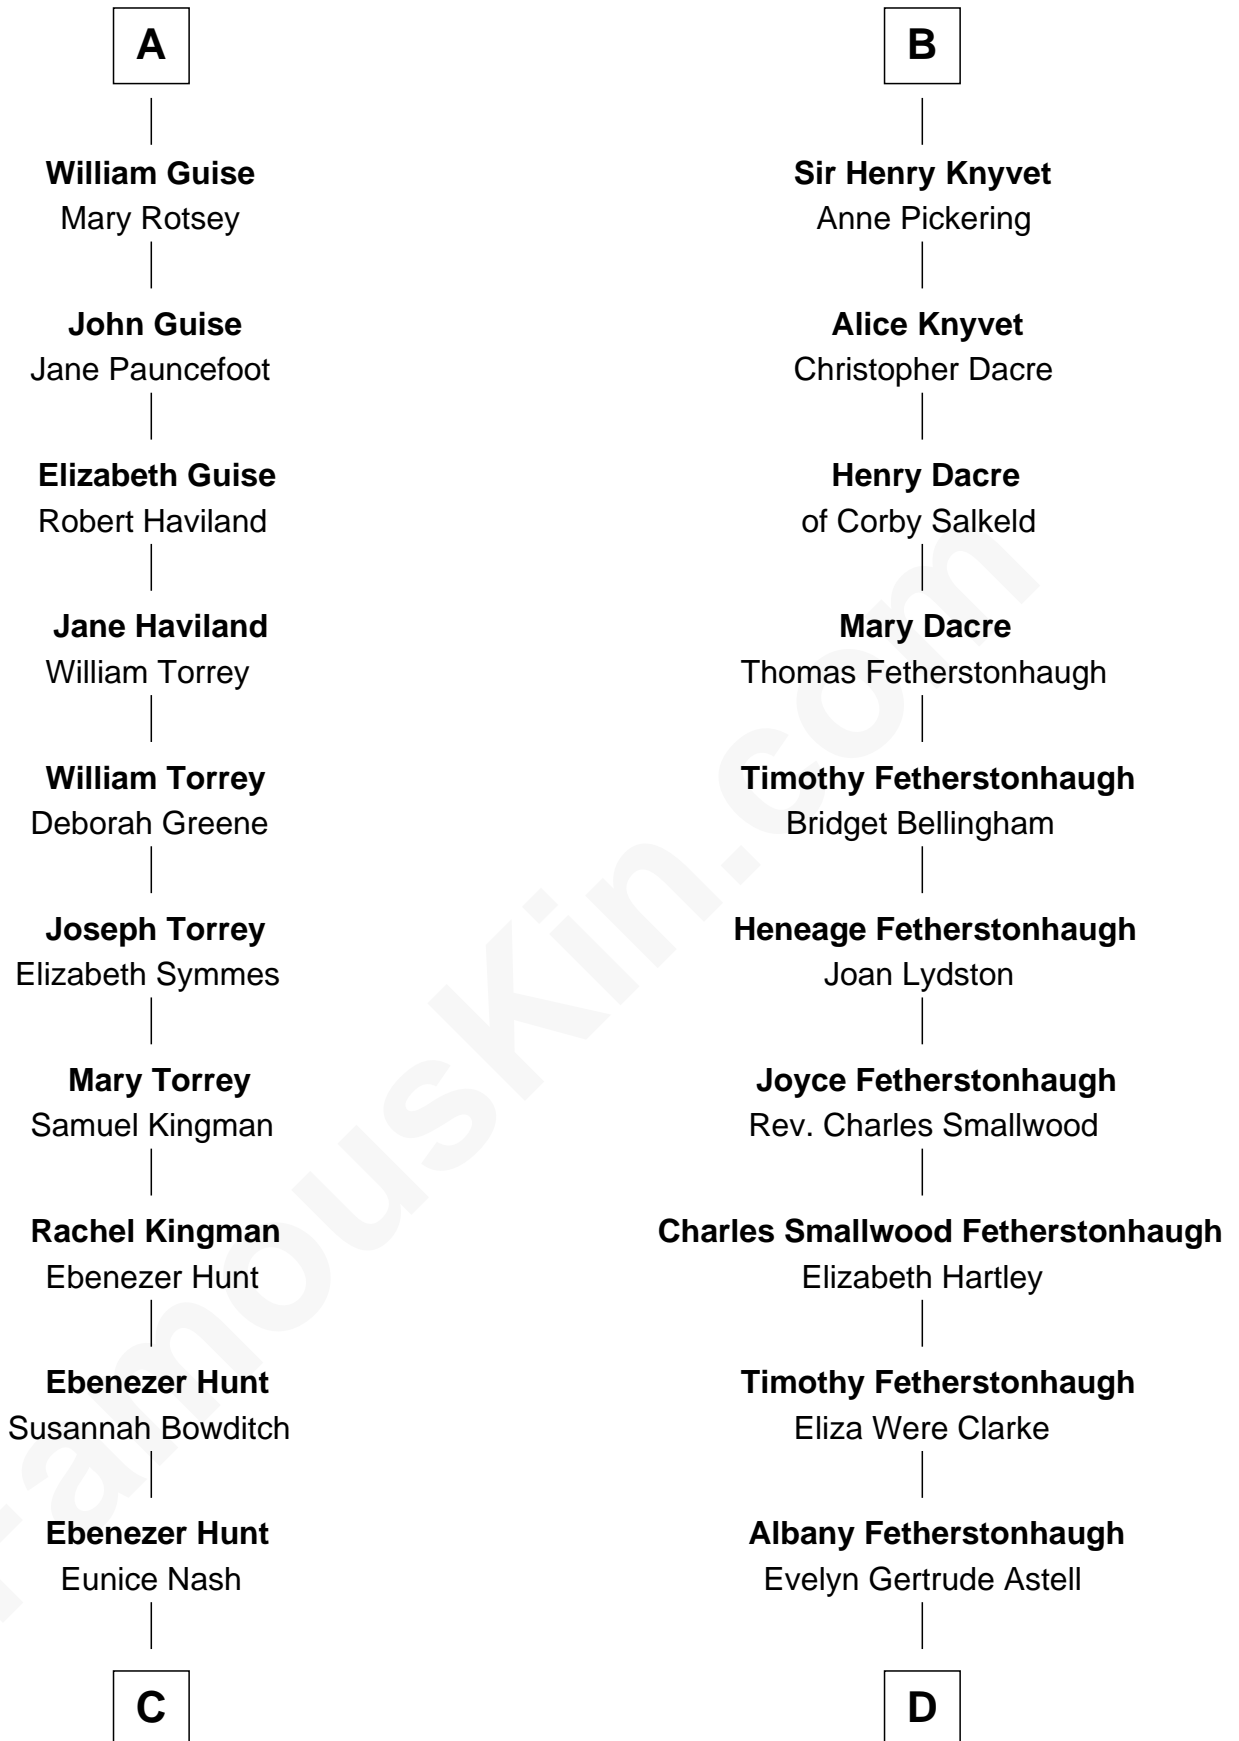 A
William Guise
Mary Rotsey
John Guise
Jane Pauncefoot
Elizabeth Guise
Robert Haviland
Jane Haviland
William Torrey
William Torrey
Deborah Greene
Joseph Torrey
Elizabeth Symmes
Mary Torrey
Samuel Kingman
Rachel Kingman
Ebenezer Hunt
Ebenezer Hunt
Susannah Bowditch
Ebenezer Hunt
Eunice Nash
C
B
Sir Henry Knyvet
Anne Pickering
Alice Knyvet
Christopher Dacre
Henry Dacre
of Corby Salkeld
Mary Dacre
Thomas Fetherstonhaugh
Timothy Fetherstonhaugh
Bridget Bellingham
Heneage Fetherstonhaugh
Joan Lydston
Joyce Fetherstonhaugh
Rev. Charles Smallwood
Charles Smallwood Fetherstonhaugh
Elizabeth Hartley
Timothy Fetherstonhaugh
Eliza Were Clarke
Albany Fetherstonhaugh
Evelyn Gertrude Astell
D
FamousKin.com